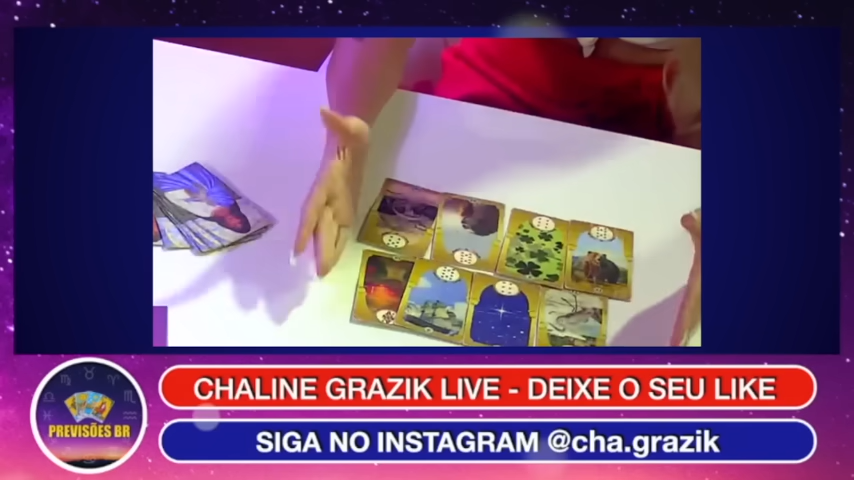 CHALINE GRAZIK LIVE - DEIXE O SEU LIKE
PREVISÕES BR
SIGA NO INSTAGRAM @cha.grazik